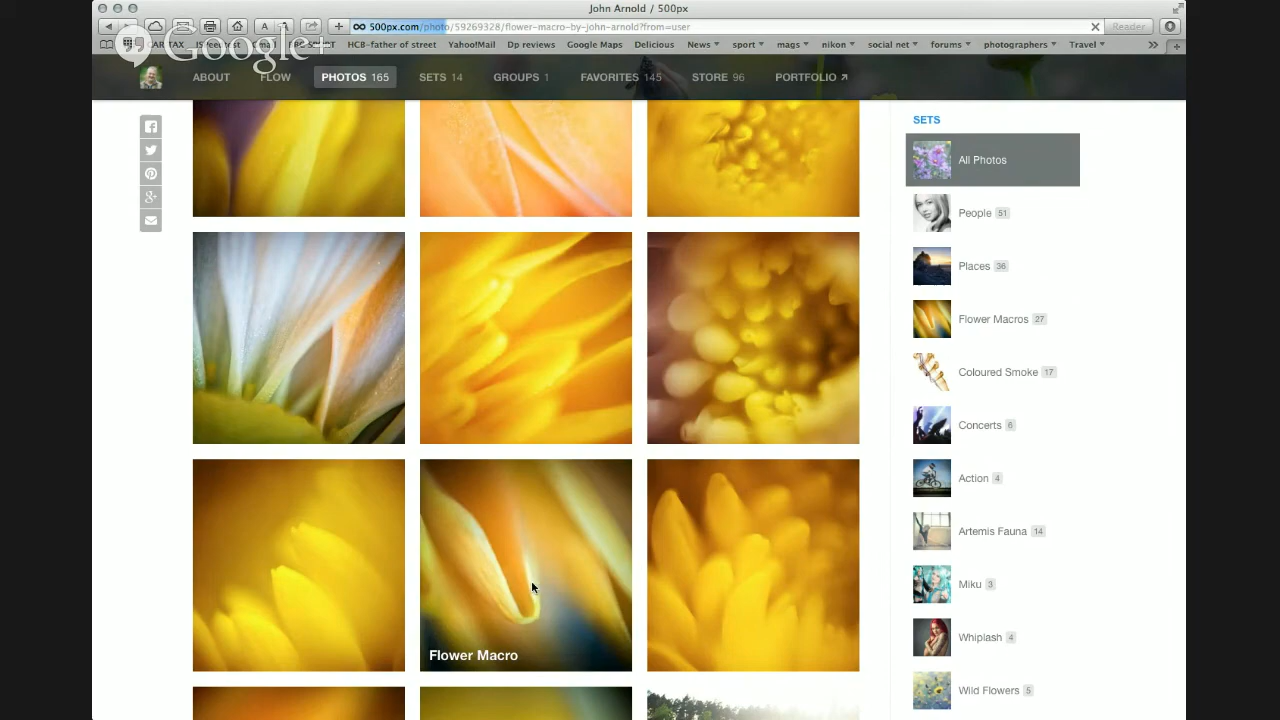 John Arnold / 500px
500px.com/photo/59269328/flower-macro-by-john-arnold?from=user
Reader
HCB-father of street Yahoo!Mail Dp reviews Google Maps Delicious News sport mags nikon social net forums photographers Travel
Google+
ABOUT FLOW PHOTOS 165 SETS 14 GROUPS 1 FAVORITES 145 STORE 96 PORTFOLIO
SETS
All Photos
People 51
Places 36
Flower Macros 27
Coloured Smoke 17
Concerts 6
Action 4
Artemis Fauna 14
Miku 3
Whiplash 4
Wild Flowers 5
Flower Macro